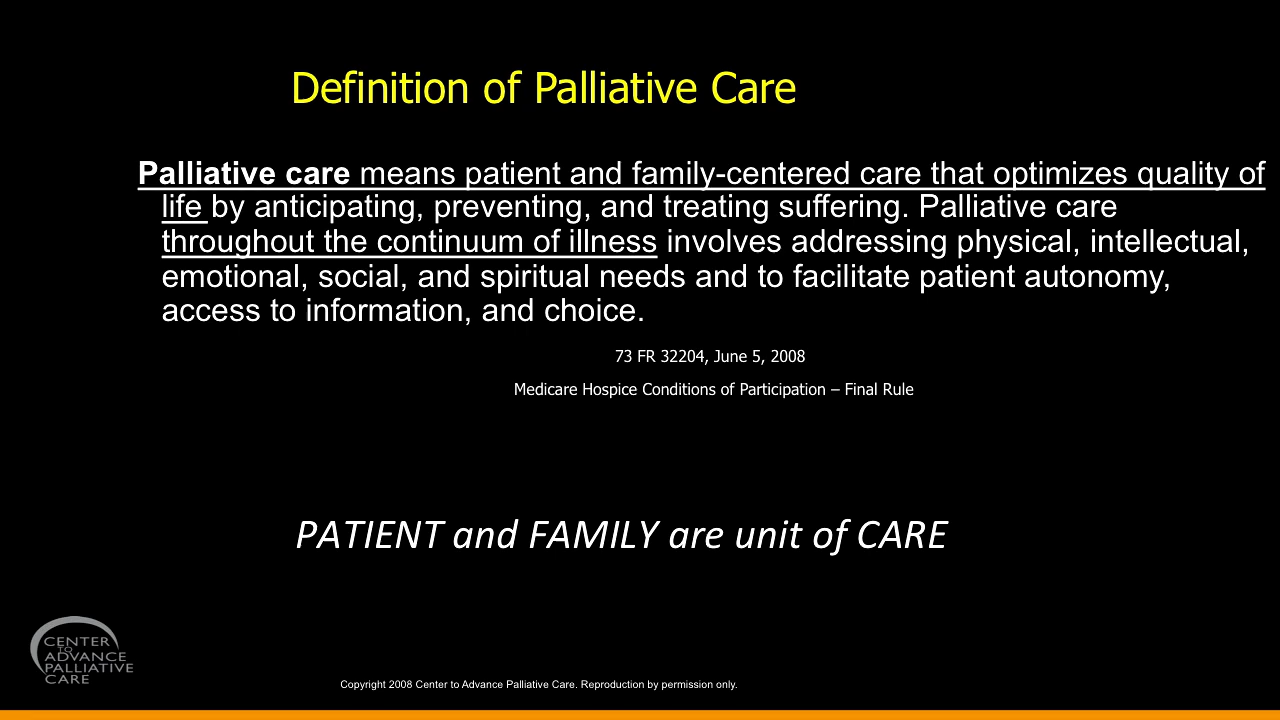 Definition of Palliative Care
Palliative care means patient and family-centered care that optimizes quality of
life by anticipating, preventing, and treating suffering. Palliative care
throughout the continuum of illness involves addressing physical, intellectual,
emotional, social, and spiritual needs and to facilitate patient autonomy,
access to information, and choice.
73 FR 32204, June 5, 2008
Medicare Hospice Conditions of Participation – Final Rule
PATIENT and FAMILY are unit of CARE
CENTER
TO
ADVANCE
PALLIATIVE
CARE
Copyright 2008 Center to Advance Palliative Care. Reproduction by permission only.